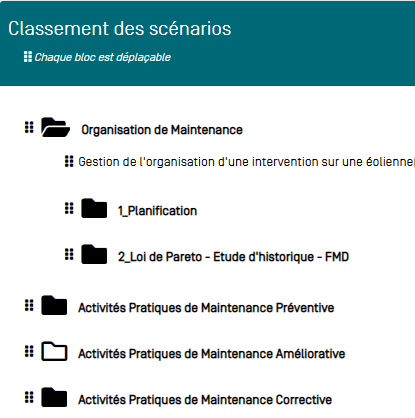 Classement des scénarios
Chaque bloc est déplaçable
Organisation de Maintenance
Gestion de l'organisation d'une intervention sur une éolienne
1_Planification
2_Loi de Pareto - Etude d'historique - FMD
Activités Pratiques de Maintenance Préventive
Activités Pratiques de Maintenance Améliorative
Activités Pratiques de Maintenance Corrective